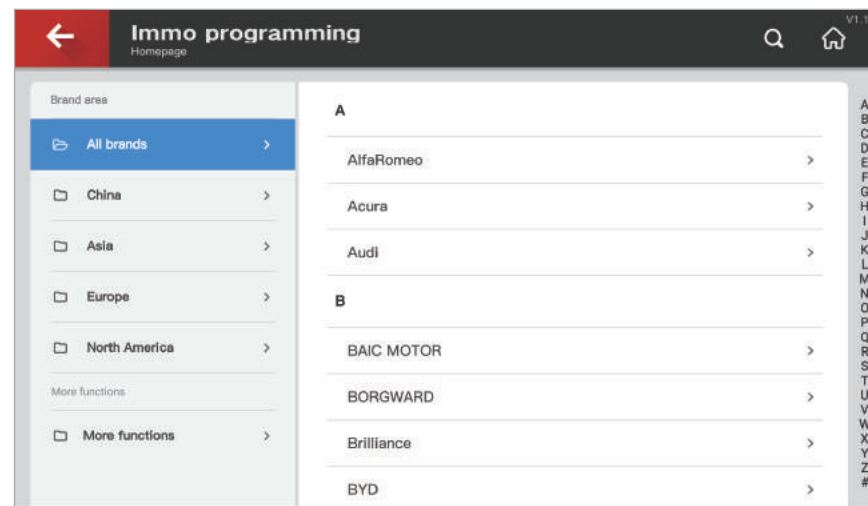 Immo programming
Homepage
V1.1
Brand area
All brands
China
Asia
Europe
North America
More functions
More functions
A
AlfaRomeo
Acura
Audi
B
BAIC MOTOR
BORGWARD
Brilliance
BYD
A
B
C
D
E
F
G
H
I
J
K
L
M
N
O
P
Q
R
S
T
U
V
W
X
Y
Z
#